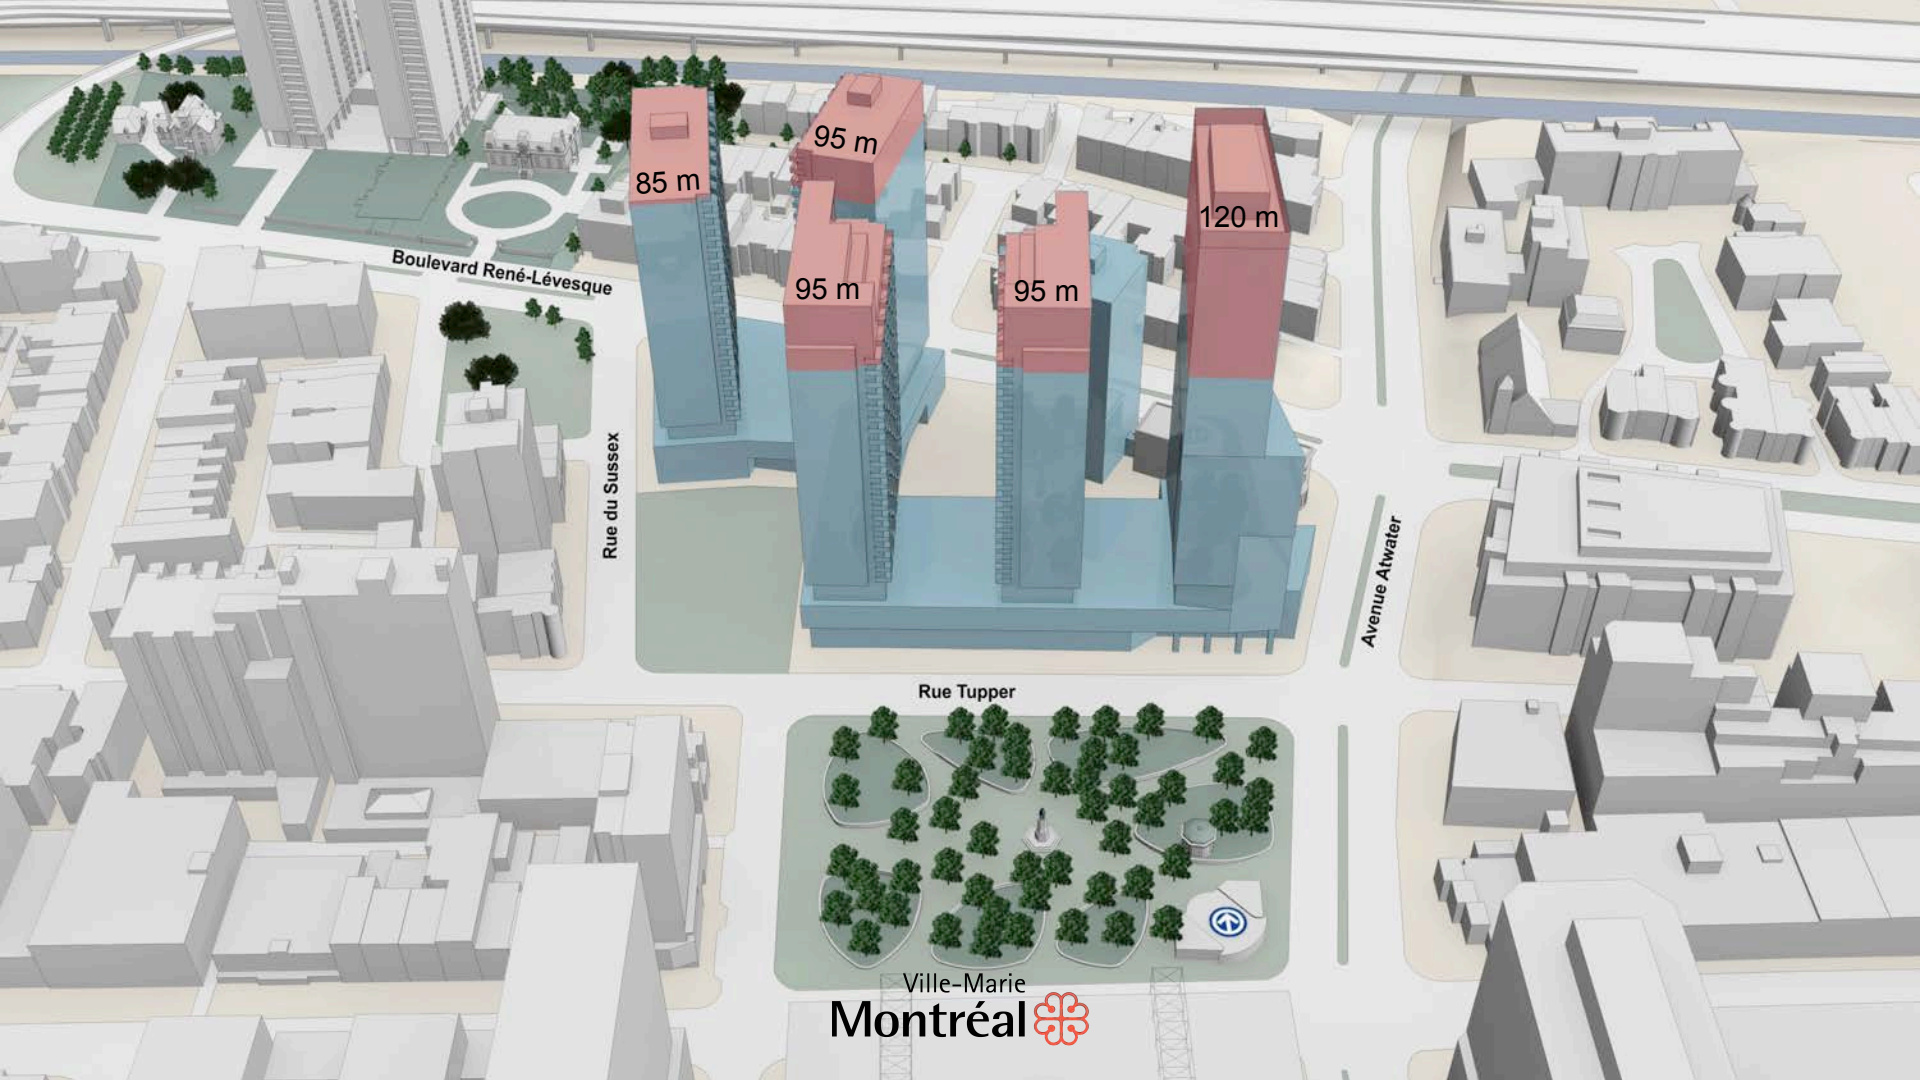 95 m
85 m
120 m
Boulevard René-Lévesque
95 m
95 m
Rue du Sussex
Avenue Atwater
Rue Tupper
Ville-Marie
Montréal